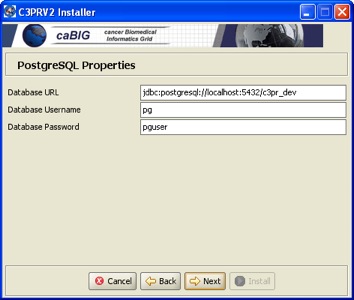 C3PRV2 Installer
caBIG
cancer Biomedical
Informatics Grid
PostgreSQL Properties
Database URL jdbc:postgresql://localhost:5432/c3pr_dev
Database Username pg
Database Password pguser
Cancel Back Next Install